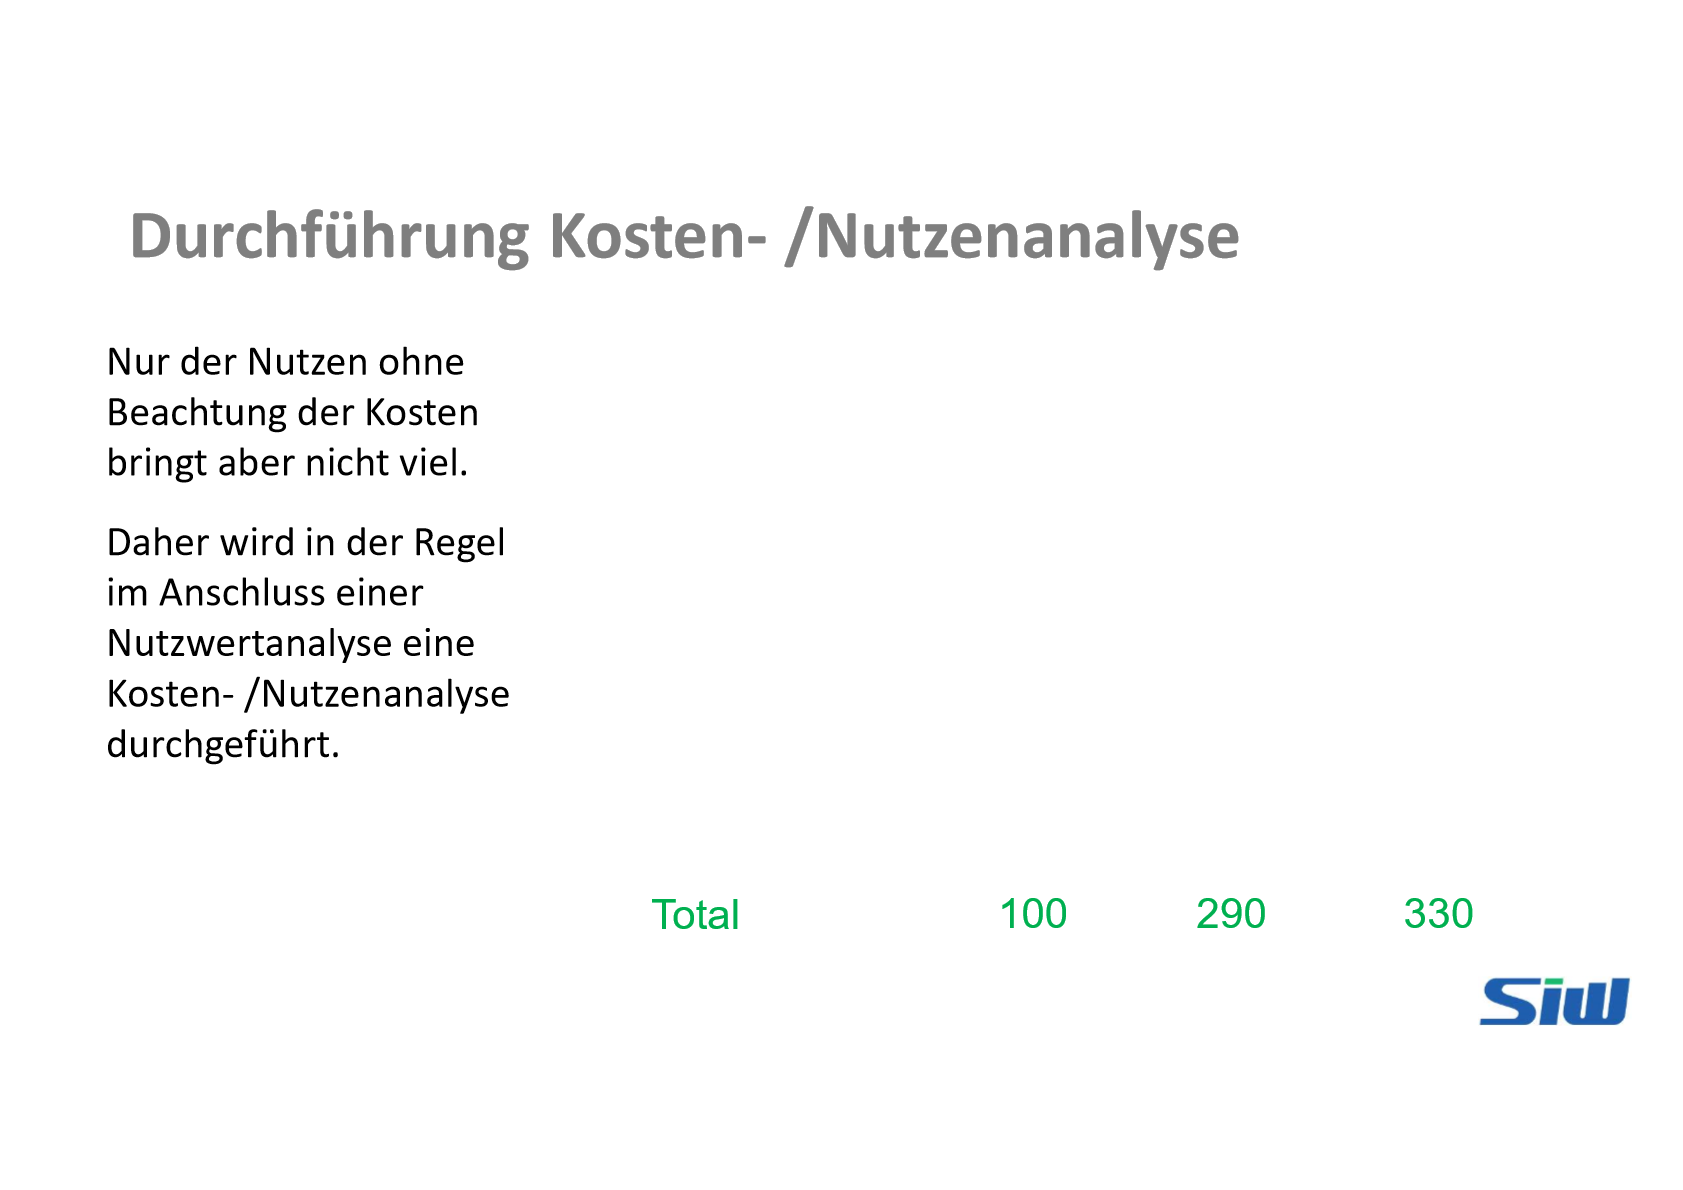 Durchführung Kosten- /Nutzenanalyse
Nur der Nutzen ohne
Beachtung der Kosten
bringt aber nicht viel.
Daher wird in der Regel
im Anschluss einer
Nutzwertanalyse eine
Kosten- /Nutzenanalyse
durchgeführt.
Total 100 290 330
Siw